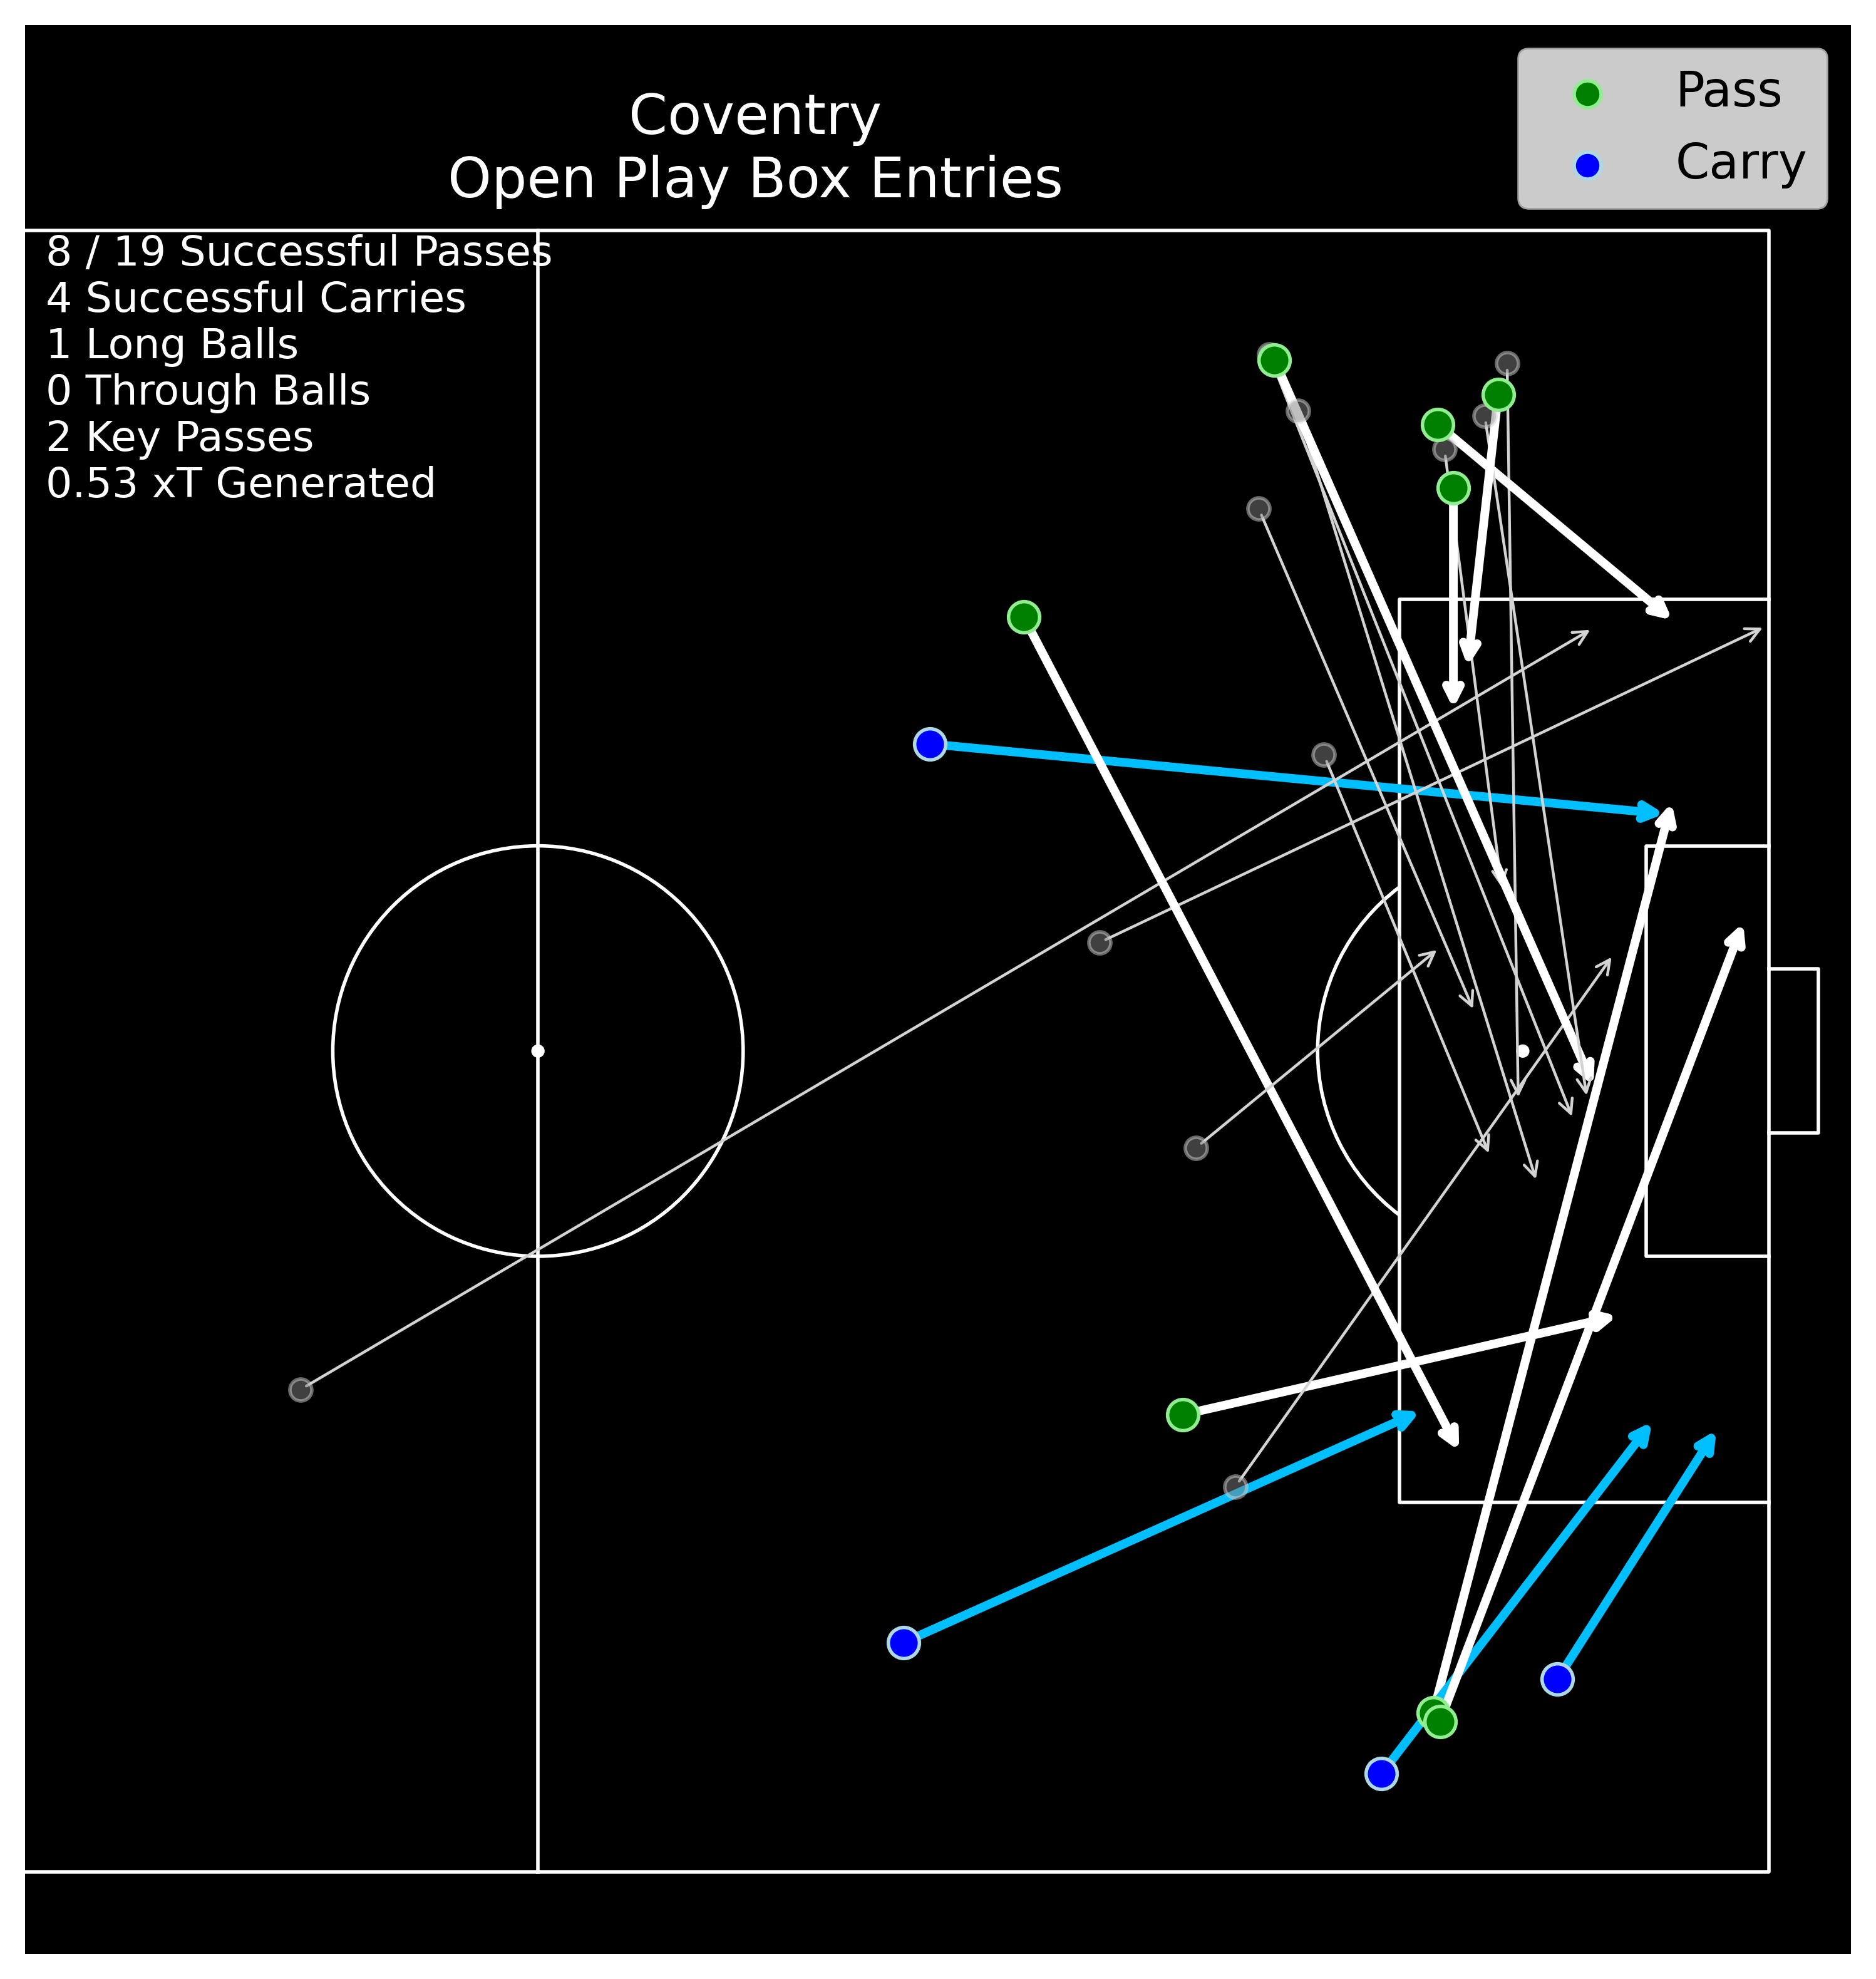 Coventry
Open Play Box Entries
Pass
Carry
8 / 19 Successful Passes
4 Successful Carries
1 Long Balls
0 Through Balls
2 Key Passes
0.53 xT Generated